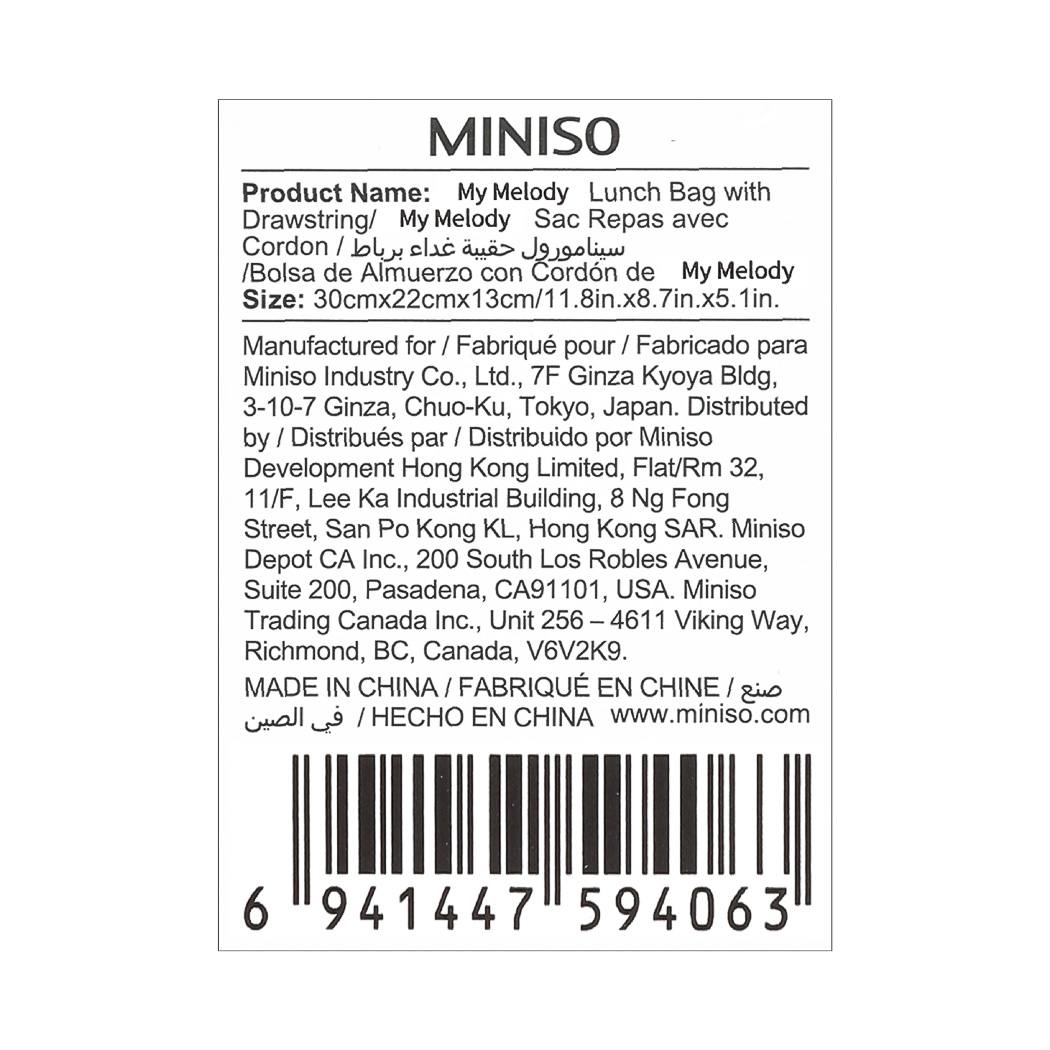 MINISO
Product Name: My Melody Lunch Bag with
Drawstring/ My Melody Sac Repas avec
Cordon / سينامورول حقيبة غداء برباط
/Bolsa de Almuerzo con Cordón de My Melody
Size: 30cmx22cmx13cm/11.8in.x8.7in.x5.1in.
Manufactured for / Fabriqué pour / Fabricado para
Miniso Industry Co., Ltd., 7F Ginza Kyoya Bldg,
3-10-7 Ginza, Chuo-Ku, Tokyo, Japan. Distributed
by / Distribués par / Distribuido por Miniso
Development Hong Kong Limited, Flat/Rm 32,
11/F, Lee Ka Industrial Building, 8 Ng Fong
Street, San Po Kong KL, Hong Kong SAR. Miniso
Depot CA Inc., 200 South Los Robles Avenue,
Suite 200, Pasadena, CA91101, USA. Miniso
Trading Canada Inc., Unit 256 – 4611 Viking Way,
Richmond, BC, Canada, V6V2K9.
MADE IN CHINA / FABRIQUÉ EN CHINE / صنع
في الصين / HECHO EN CHINA www.miniso.com
6 941447 594063